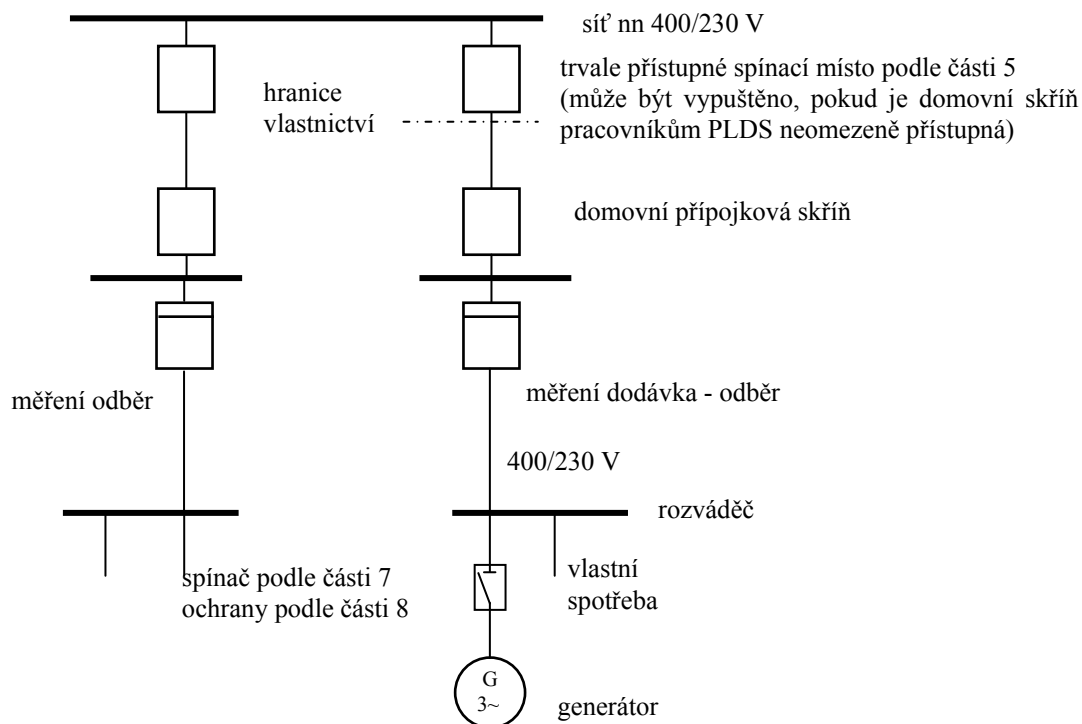 síť nn 400/230 V
trvale přístupné spínací místo podle části 5
(může být vypuštěno, pokud je domovní skříň
pracovníkům PLDS neomezeně přístupná)
hranice
vlastnictví
domovní přípojková skříň
měření odběr
měření dodávka - odběr
400/230 V
rozváděč
spínač podle části 7
ochrany podle části 8
vlastní
spotřeba
G
3~
generátor